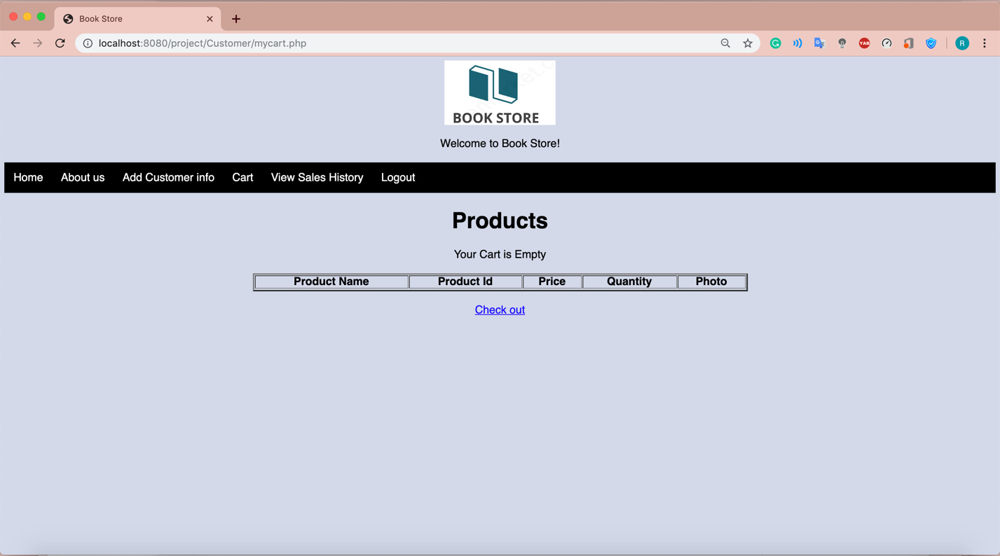 Book Store
localhost:8080/project/Customer/mycart.php
YAB
R
BOOK STORE
Welcome to Book Store!
Home About us Add Customer info Cart View Sales History Logout
Products
Your Cart is Empty
Product Name Product Id Price Quantity Photo
Check out